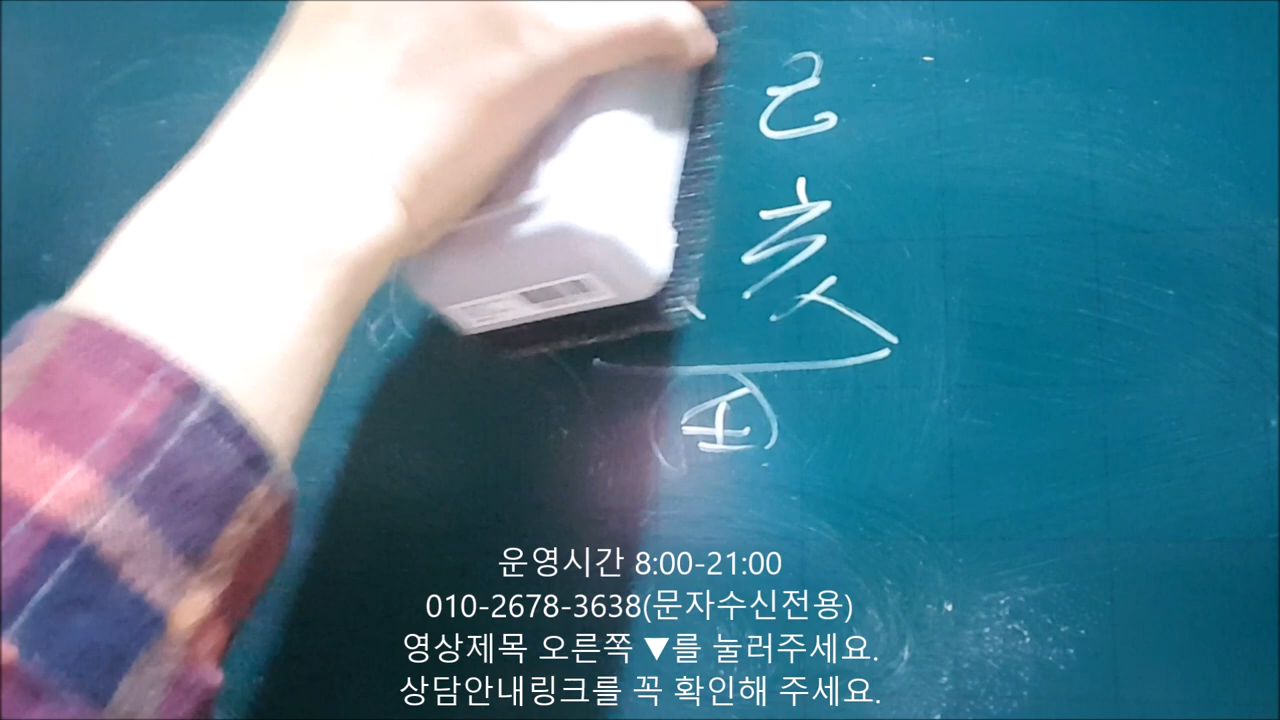 己
亥
운영시간 8:00-21:00
010-2678-3638(문자수신전용)
영상제목 오른쪽 ▼를 눌러주세요.
상담안내링크를 꼭 확인해 주세요.